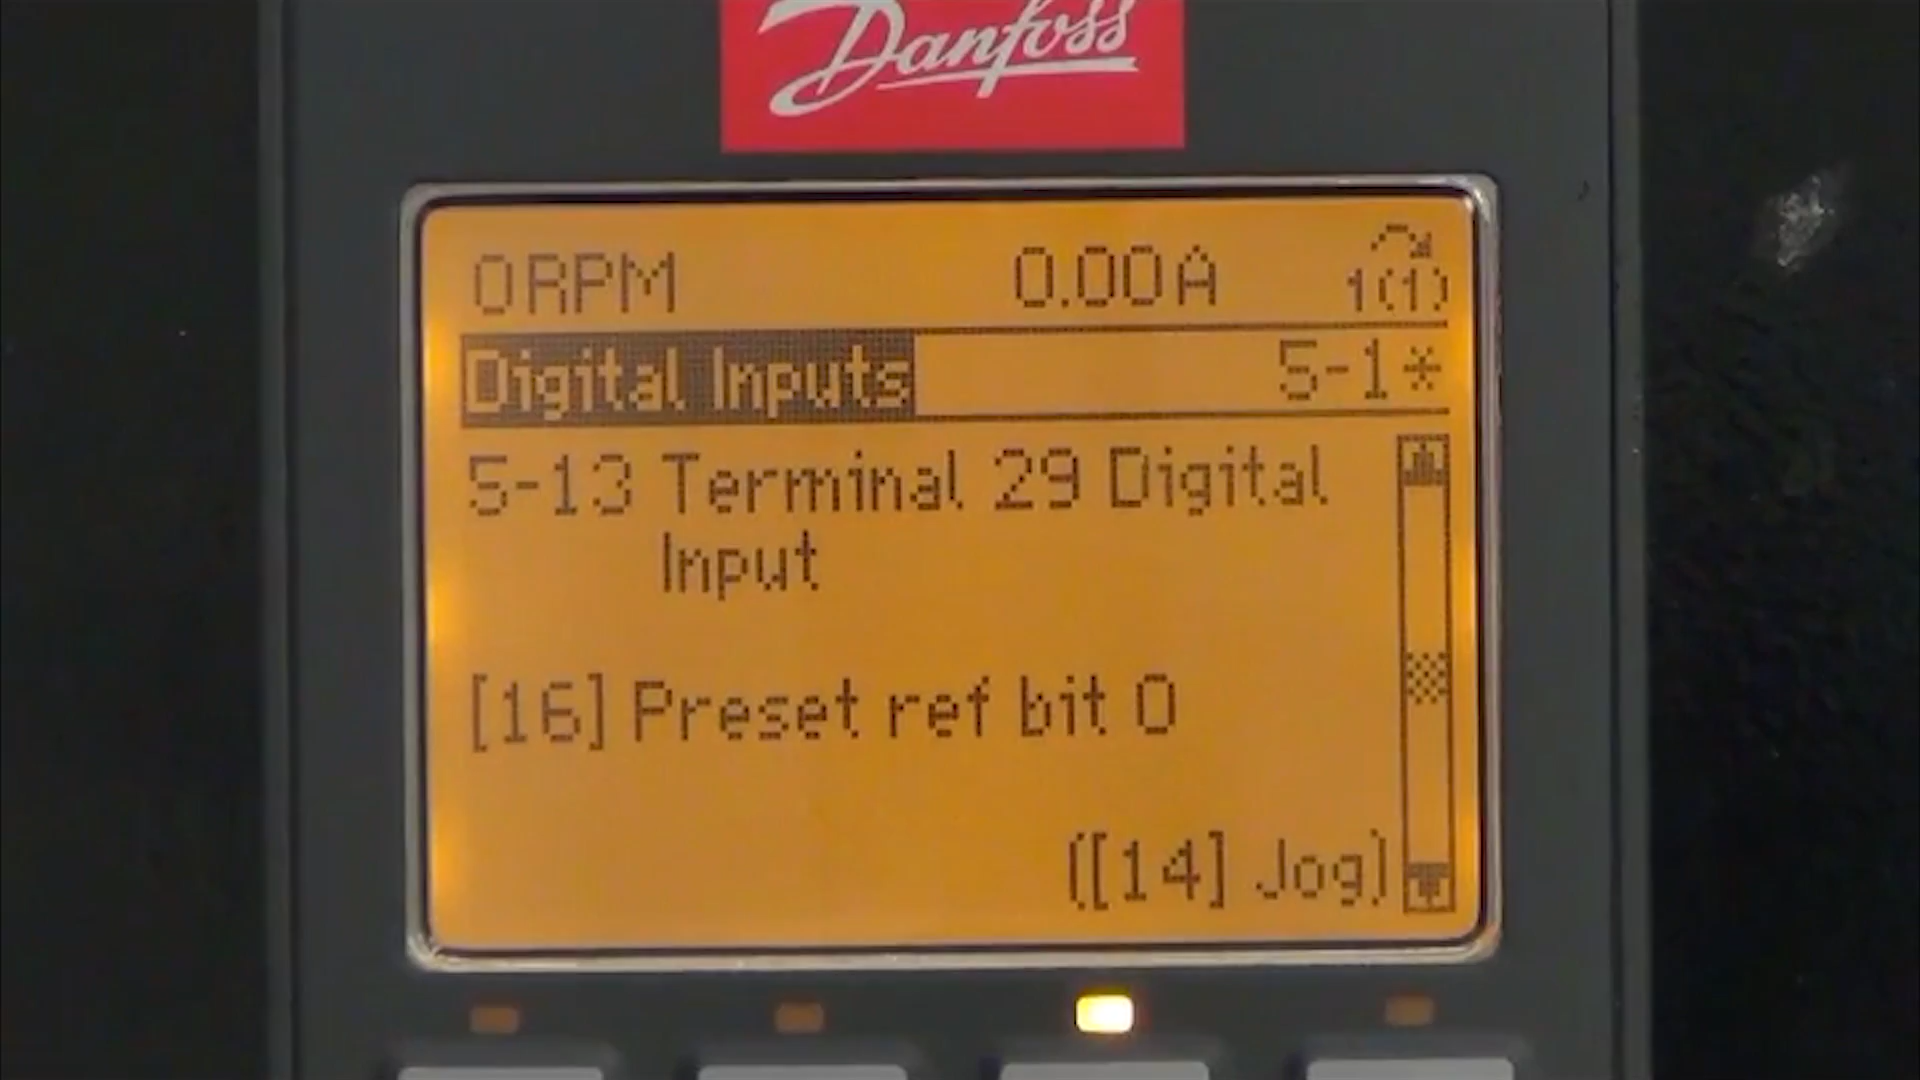 Danfoss
0RPM 0.00A 1(1)
Digital Inputs 5-1*
5-13 Terminal 29 Digital
Input
[16] Preset ref bit 0
([14] Jog)